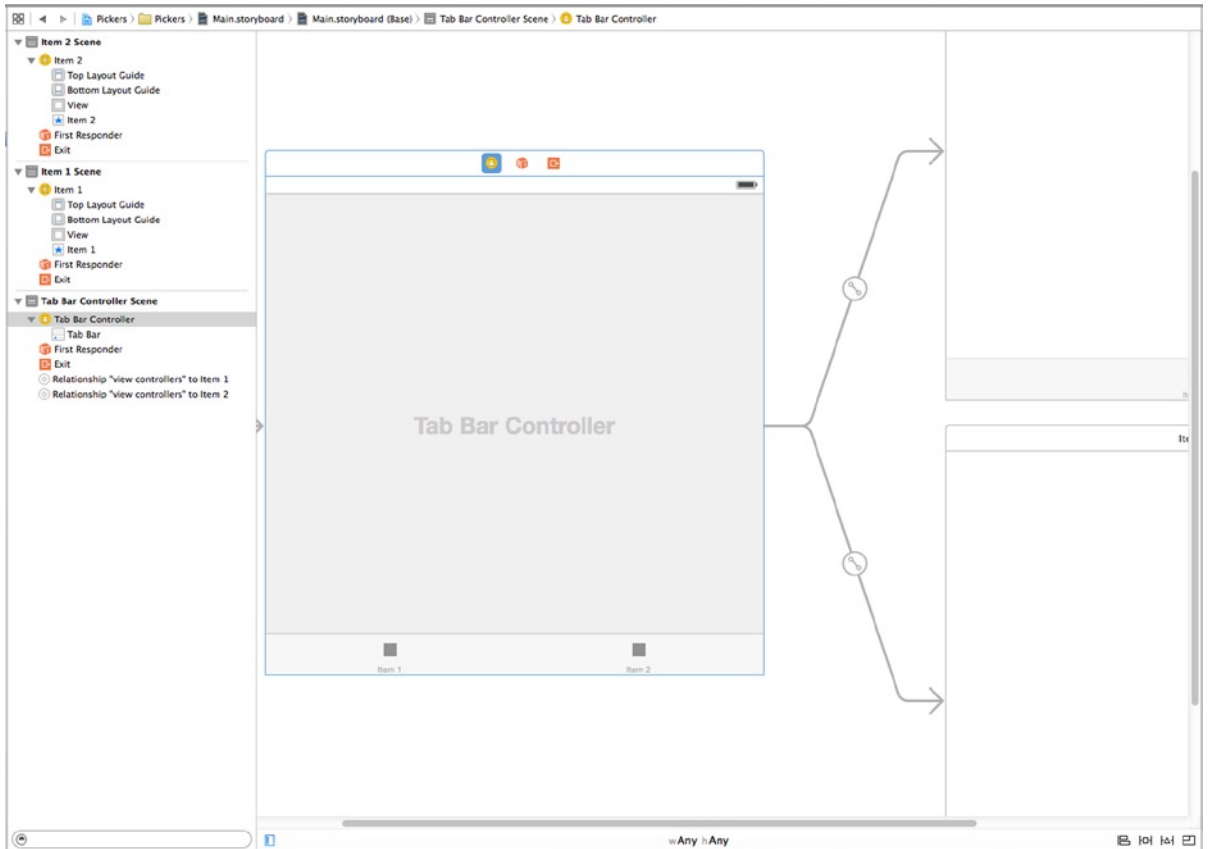 Pickers Pickers Main.storyboard Main.storyboard (Base) Tab Bar Controller Scene Tab Bar Controller
Item 2 Scene
Item 2
Top Layout Guide
Bottom Layout Guide
View
Item 2
First Responder
Exit
Item 1 Scene
Item 1
Top Layout Guide
Bottom Layout Guide
View
Item 1
First Responder
Exit
Tab Bar Controller Scene
Tab Bar Controller
Tab Bar
First Responder
Exit
Relationship "view controllers" to Item 1
Relationship "view controllers" to Item 2
Tab Bar Controller
Item 1
Item 2
wAny hAny